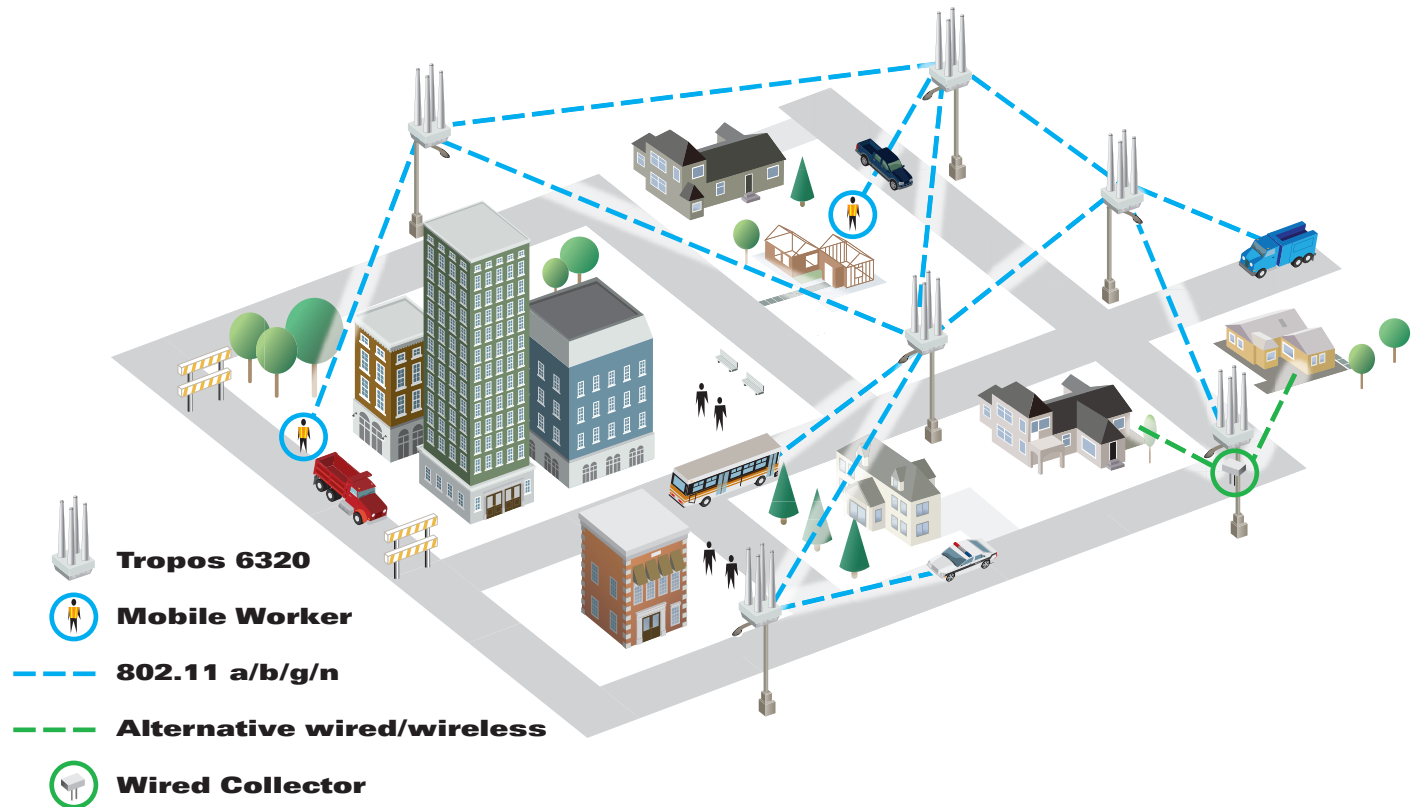 Tropos 6320
Mobile Worker
802.11 a/b/g/n
Alternative wired/wireless
Wired Collector